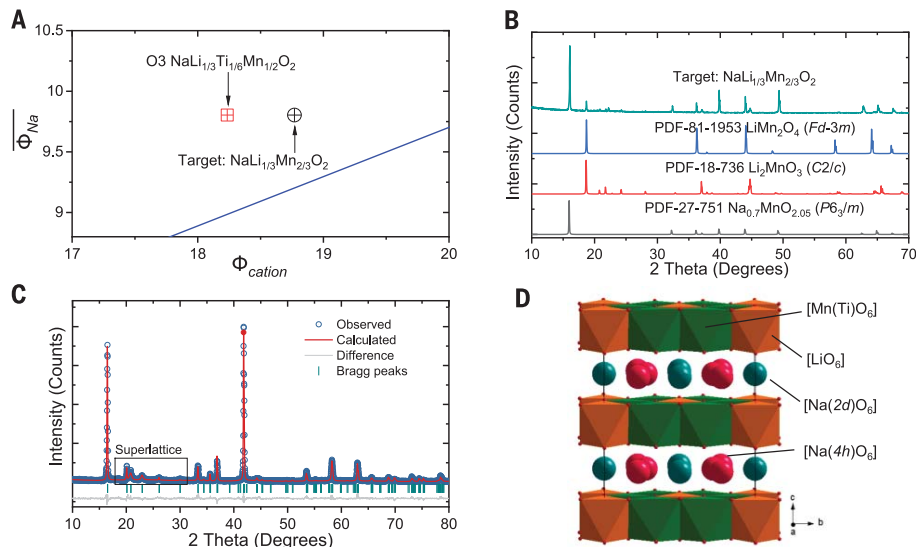 A
10.5
10
9.5
9
17
18
19
20
Φ_Na
Φ_cation
O3 NaLi1/3Ti1/6Mn1/2O2
Target: NaLi1/3Mn2/3O2
B
Intensity (Counts)
Target: NaLi1/3Mn2/3O2
PDF-81-1953 LiMn2O4 (Fd-3m)
PDF-18-736 Li2MnO3 (C2/c)
PDF-27-751 Na0.7MnO2.05 (P63/m)
10 20 30 40 50 60 70
2 Theta (Degrees)
C
Intensity (Counts)
Observed
Calculated
Difference
Bragg peaks
Superlattice
10 20 30 40 50 60 70 80
2 Theta (Degrees)
D
[Mn(Ti)O6]
[LiO6]
[Na(2d)O6]
[Na(4h)O6]
c
a
b